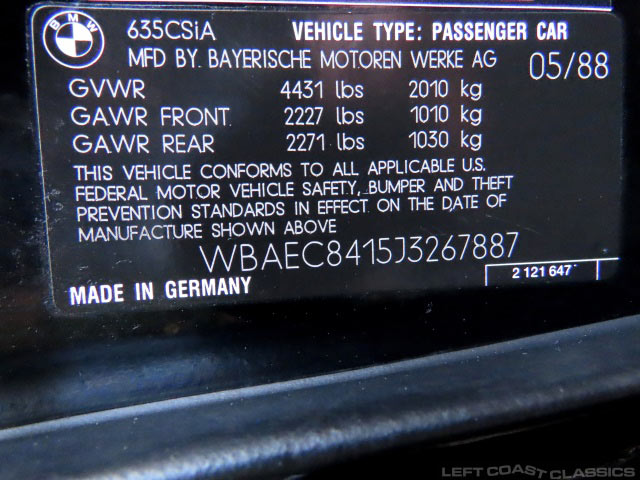 BMW
635CSiA VEHICLE TYPE: PASSENGER CAR
MFD BY. BAYERISCHE MOTOREN WERKE AG 05/88
GVWR 4431 lbs 2010 kg
GAWR FRONT 2227 lbs 1010 kg
GAWR REAR 2271 lbs 1030 kg
THIS VEHICLE CONFORMS TO ALL APPLICABLE U.S.
FEDERAL MOTOR VEHICLE SAFETY, BUMPER AND THEFT
PREVENTION STANDARDS IN EFFECT ON THE DATE OF
MANUFACTURE SHOWN ABOVE
WBAEC8415J3267887
2 121 647
MADE IN GERMANY
LEFT COAST CLASSICS